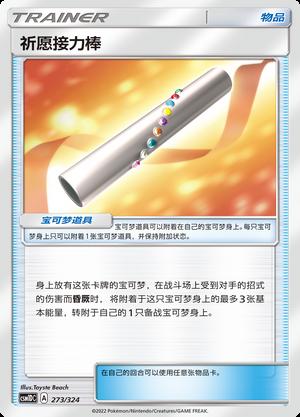 TRAINER
物品
祈愿接力棒
宝可梦道具
宝可梦道具可以附着在自己的宝可梦身上。每只宝可
梦身上只可以附着1张宝可梦道具,并保持附加状态。
身上放有这张卡牌的宝可梦,在战斗场上受到对手的招式
的伤害而昏厥时,将附着于这只宝可梦身上的最多3张基
本能量,转附于自己的1只备战宝可梦身上。
Illus.Toyste Beach
CSM1DC A 273/324
在自己的回合可以使用任意张物品卡。
©2022 Pokémon/Nintendo/Creatures/GAME FREAK.